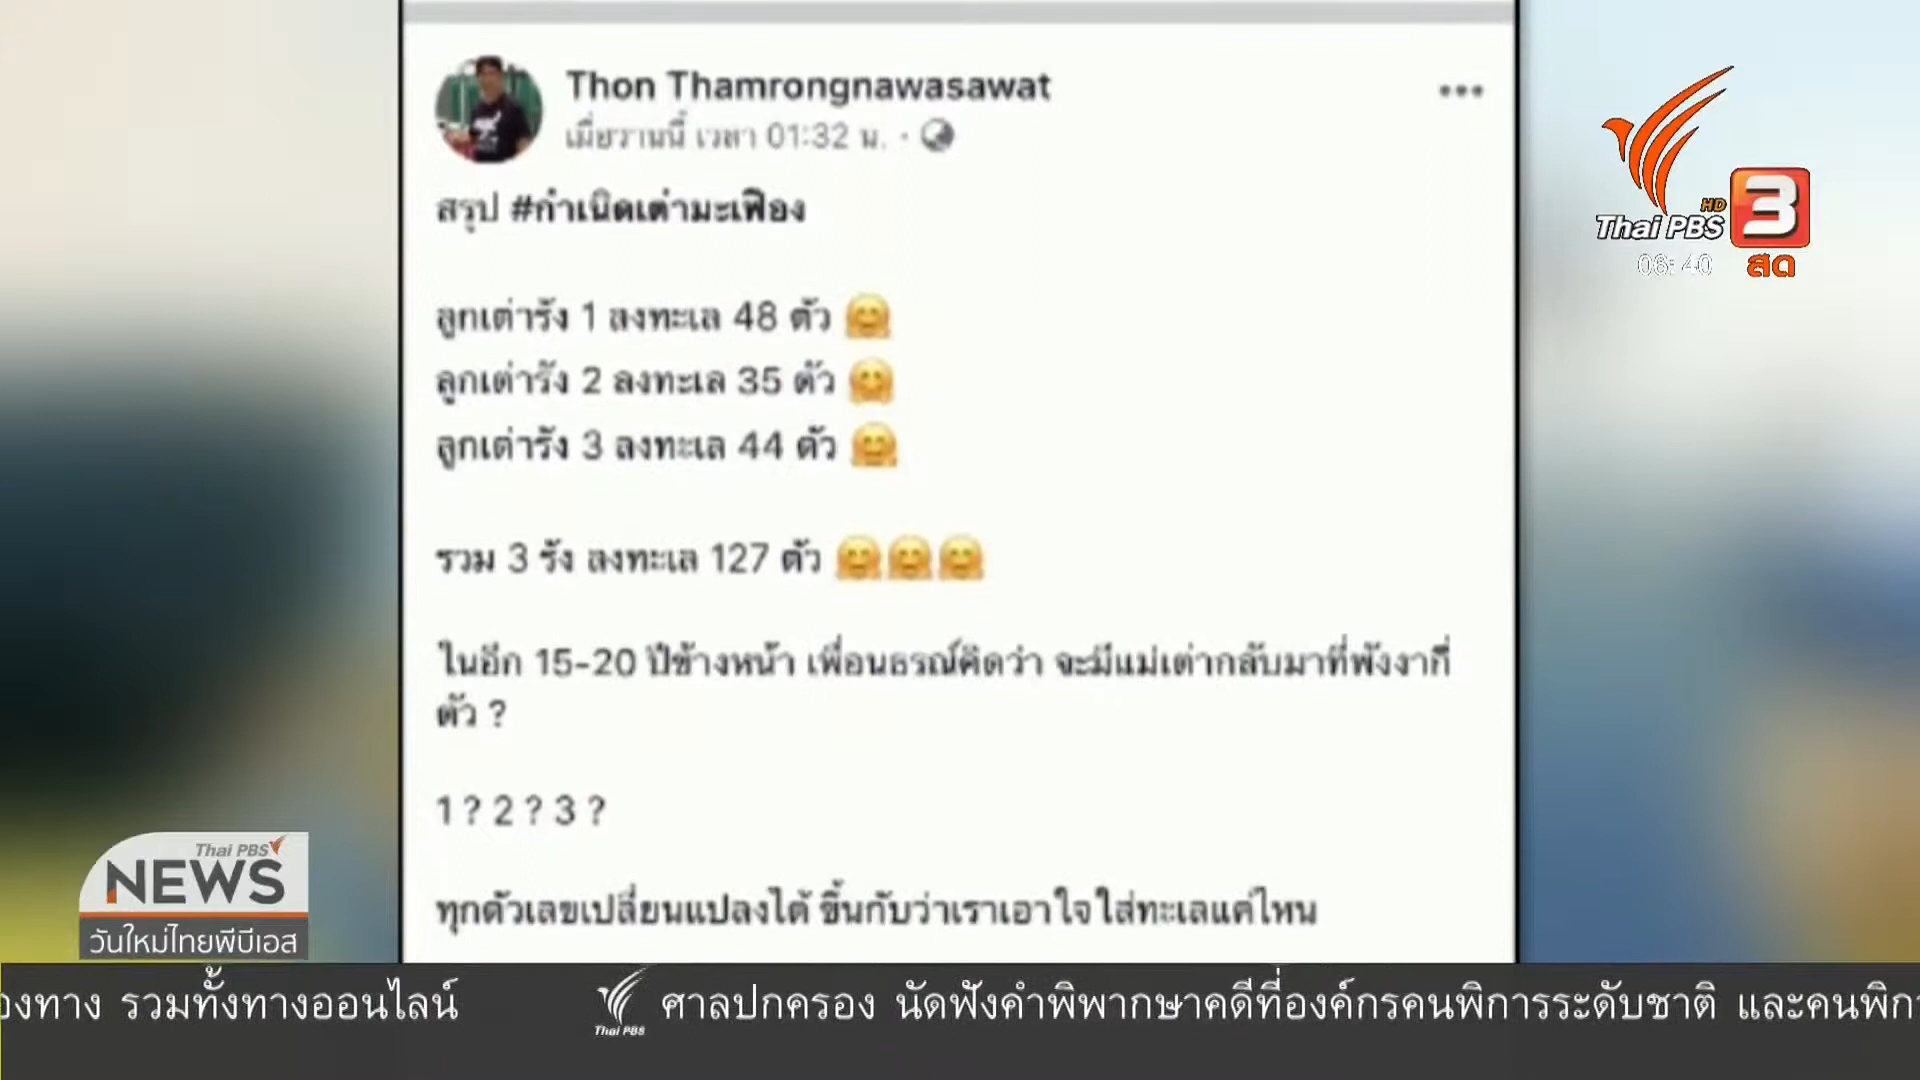 Thon Thamrongnawasawat
เมื่อวานนี้ เวลา 01:32 น.
สรุป #กำเนิดเต่ามะเฟือง
ลูกเต่ารัง 1 ลงทะเล 48 ตัว 🤗
ลูกเต่ารัง 2 ลงทะเล 35 ตัว 🤗
ลูกเต่ารัง 3 ลงทะเล 44 ตัว 🤗
รวม 3 รัง ลงทะเล 127 ตัว 🤗🤗🤗
ในอีก 15-20 ปีข้างหน้า เพื่อนธรณ์คิดว่า จะมีแม่เต่ากลับมาที่พังงากี่
ตัว ?
1 ? 2 ? 3 ?
ทุกตัวเลขเปลี่ยนแปลงได้ ขึ้นกับว่าเราเอาใจใส่ทะเลแค่ไหน
Thai PBS HD 3
06:40 สด
Thai PBS
NEWS
วันใหม่ไทยพีบีเอส
องทาง รวมทั้งทางออนไลน์ Thai PBS ศาลปกครอง นัดฟังคำพิพากษาคดีที่องค์กรคนพิการระดับชาติ และคนพิกา